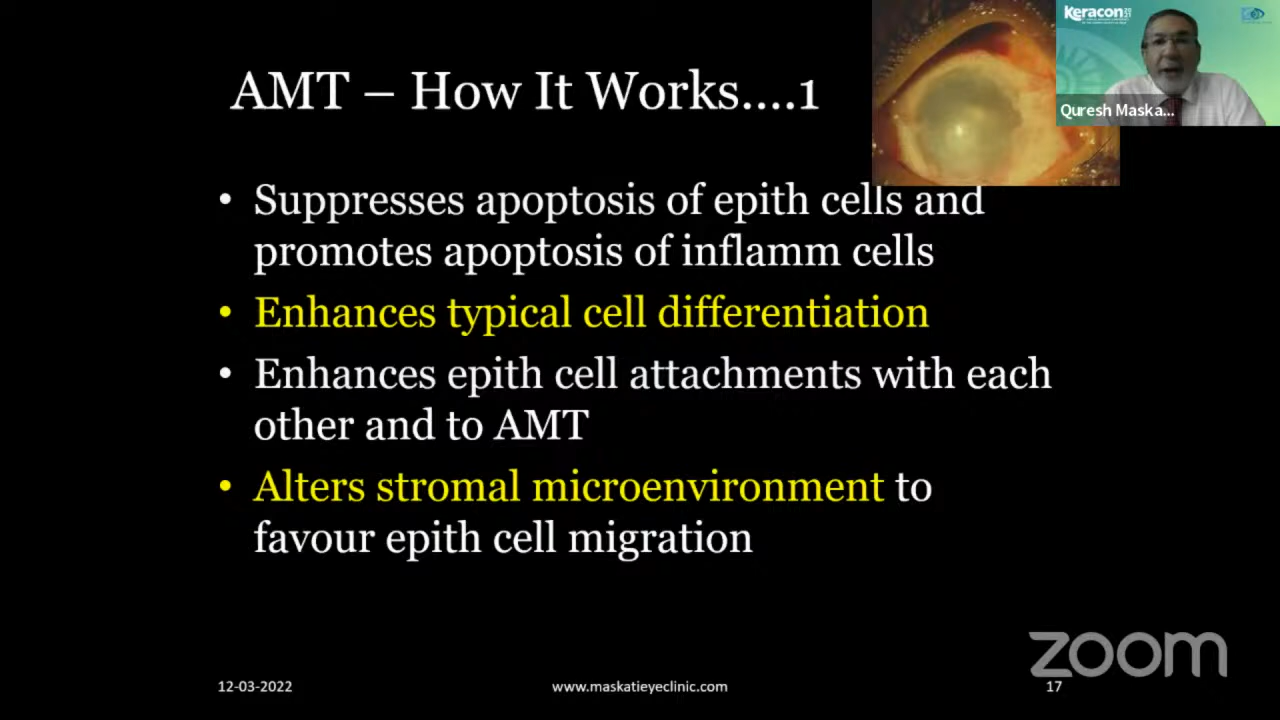 AMT – How It Works....1
Keracon
Quresh Maska...
• Suppresses apoptosis of epith cells and
promotes apoptosis of inflamm cells
• Enhances typical cell differentiation
• Enhances epith cell attachments with each
other and to AMT
• Alters stromal microenvironment to
favour epith cell migration
zoom
12-03-2022
www.maskatieyeclinic.com
17